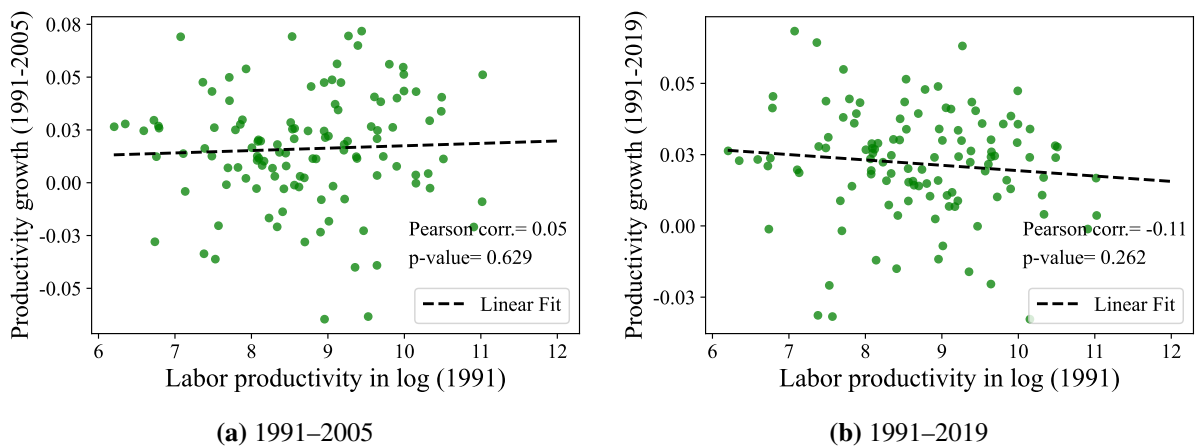 Productivity growth (1991-2005)
0.08
0.05
0.03
0.00
-0.03
-0.05
Pearson corr.= 0.05
p-value= 0.629
Linear Fit
6 7 8 9 10 11 12
Labor productivity in log (1991)
(a) 1991–2005
Productivity growth (1991-2019)
0.05
0.03
0.00
-0.03
Pearson corr.= -0.11
p-value= 0.262
Linear Fit
6 7 8 9 10 11 12
Labor productivity in log (1991)
(b) 1991–2019